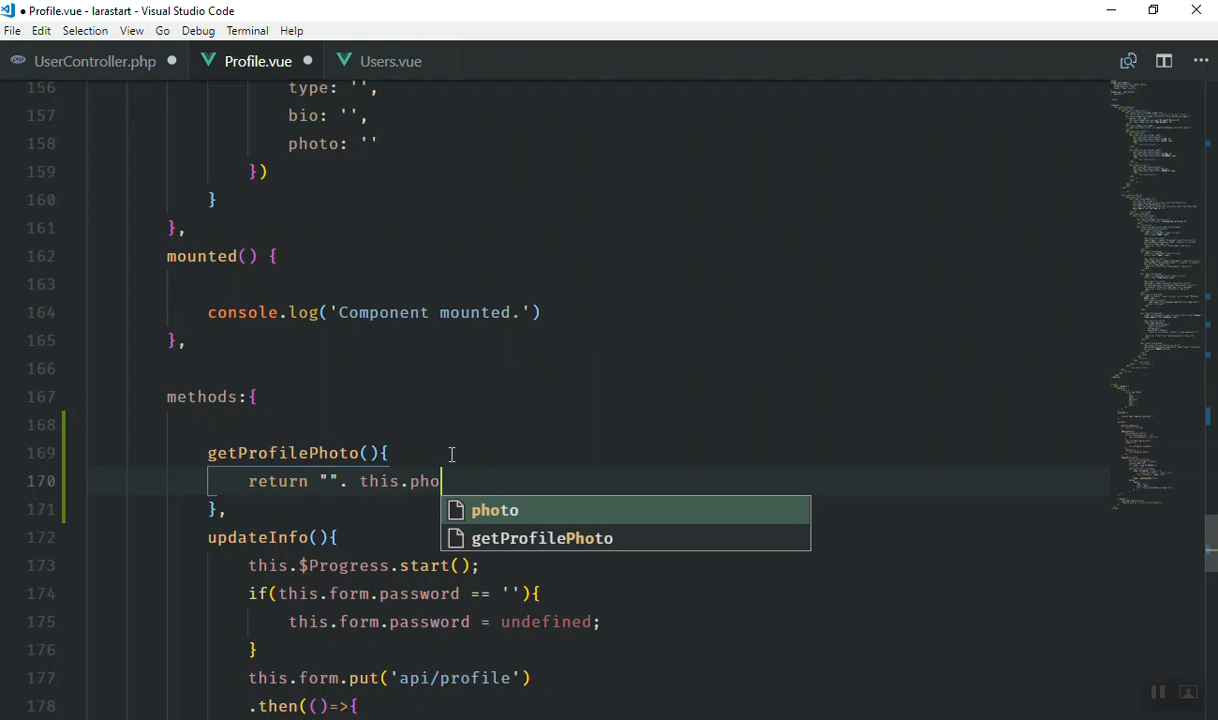 ● Profile.vue - larastart - Visual Studio Code
File Edit Selection View Go Debug Terminal Help
UserController.php ● Profile.vue ● Users.vue
156 type: '',
157 bio: '',
158 photo: ''
159 })
160 }
161 },
162 mounted() {
163
164 console.log('Component mounted.')
165 },
166
167 methods:{
168
169 getProfilePhoto(){
170 return "". this.pho
photo
171 },
getProfilePhoto
172 updateInfo(){
173 this.$Progress.start();
174 if(this.form.password == ''){
175 this.form.password = undefined;
176 }
177 this.form.put('api/profile')
178 .then(()=>{